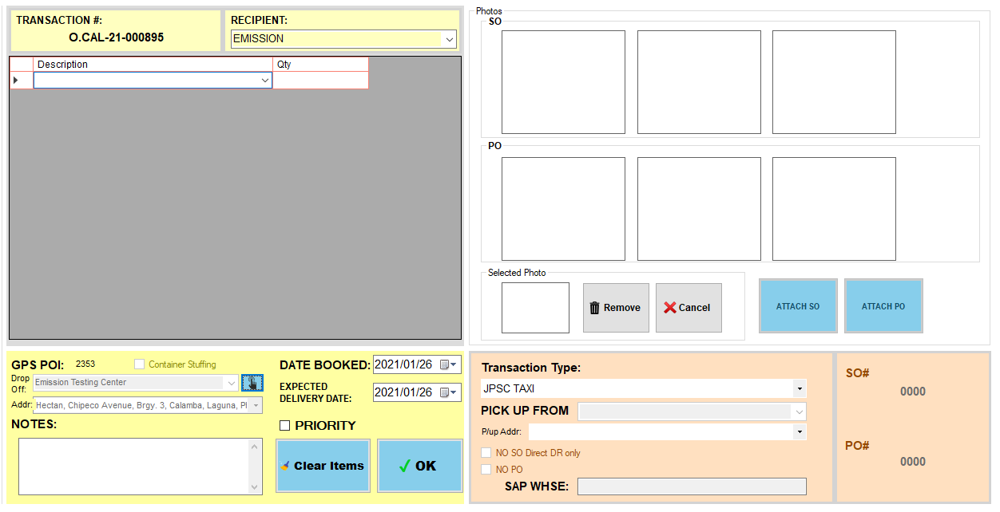 TRANSACTION #:
O.CAL-21-000895
RECIPIENT:
EMISSION
Description
Qty
GPS POI:
2353
Container Stuffing
Drop Off:
Emission Testing Center
Addr:
Hectan, Chipeco Avenue, Brgy. 3, Calamba, Laguna, Pl
NOTES:
DATE BOOKED:
2021/01/26
EXPECTED
DELIVERY DATE:
2021/01/26
PRIORITY
Clear Items
OK
Photos
SO
PO
Selected Photo
Remove
Cancel
ATTACH SO
ATTACH PO
Transaction Type:
JPSC TAXI
PICK UP FROM
P/up Addr:
NO SO Direct DR only
NO PO
SAP WHSE:
SO#
0000
PO#
0000